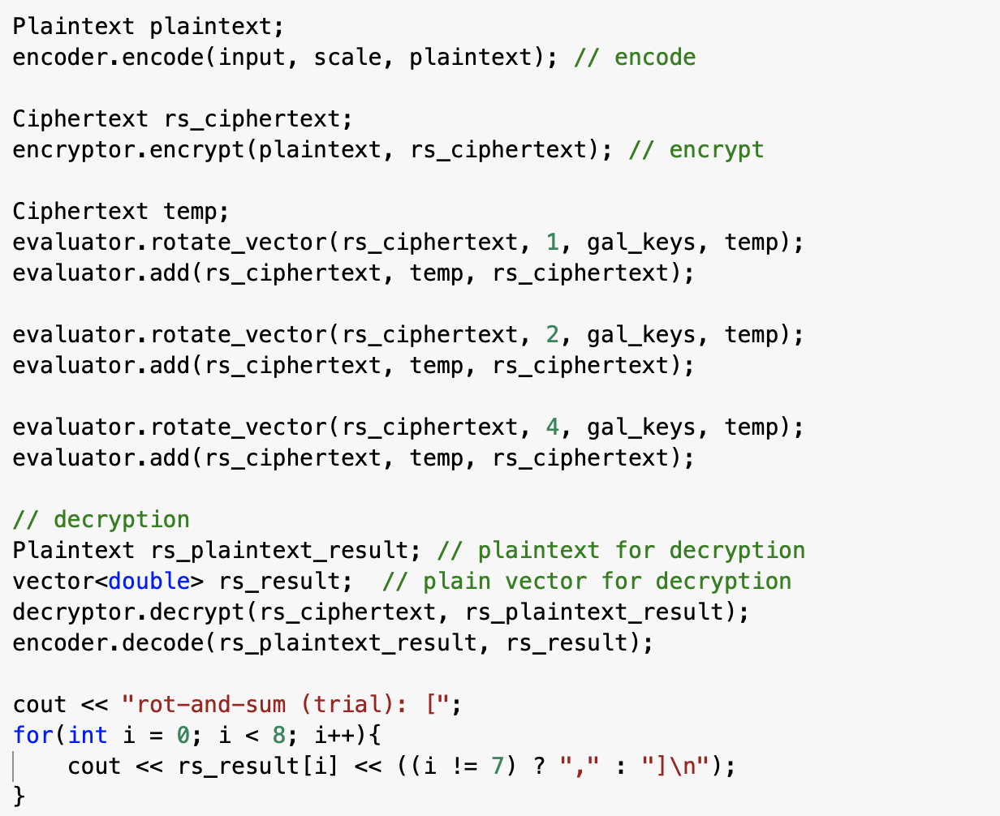 Plaintext plaintext;
encoder.encode(input, scale, plaintext); // encode
Ciphertext rs_ciphertext;
encryptor.encrypt(plaintext, rs_ciphertext); // encrypt
Ciphertext temp;
evaluator.rotate_vector(rs_ciphertext, 1, gal_keys, temp);
evaluator.add(rs_ciphertext, temp, rs_ciphertext);
evaluator.rotate_vector(rs_ciphertext, 2, gal_keys, temp);
evaluator.add(rs_ciphertext, temp, rs_ciphertext);
evaluator.rotate_vector(rs_ciphertext, 4, gal_keys, temp);
evaluator.add(rs_ciphertext, temp, rs_ciphertext);
// decryption
Plaintext rs_plaintext_result; // plaintext for decryption
vector<double> rs_result;  // plain vector for decryption
decryptor.decrypt(rs_ciphertext, rs_plaintext_result);
encoder.decode(rs_plaintext_result, rs_result);
cout << "rot-and-sum (trial): [";
for(int i = 0; i < 8; i++){
    cout << rs_result[i] << ((i != 7) ? "," : "]\n");
}